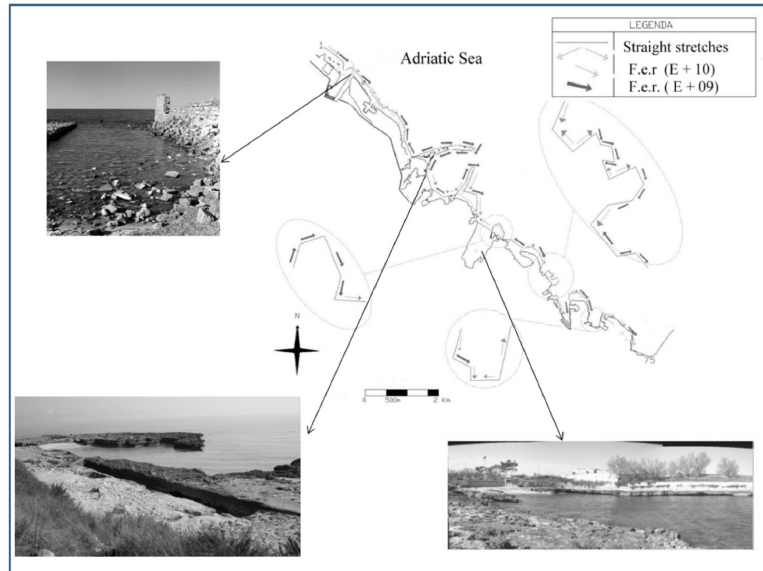 LEGENDA
Straight stretches
F.e.r (E + 10)
F.e.r. ( E + 09)
Adriatic Sea
1
N
0 500m 2 Km
75